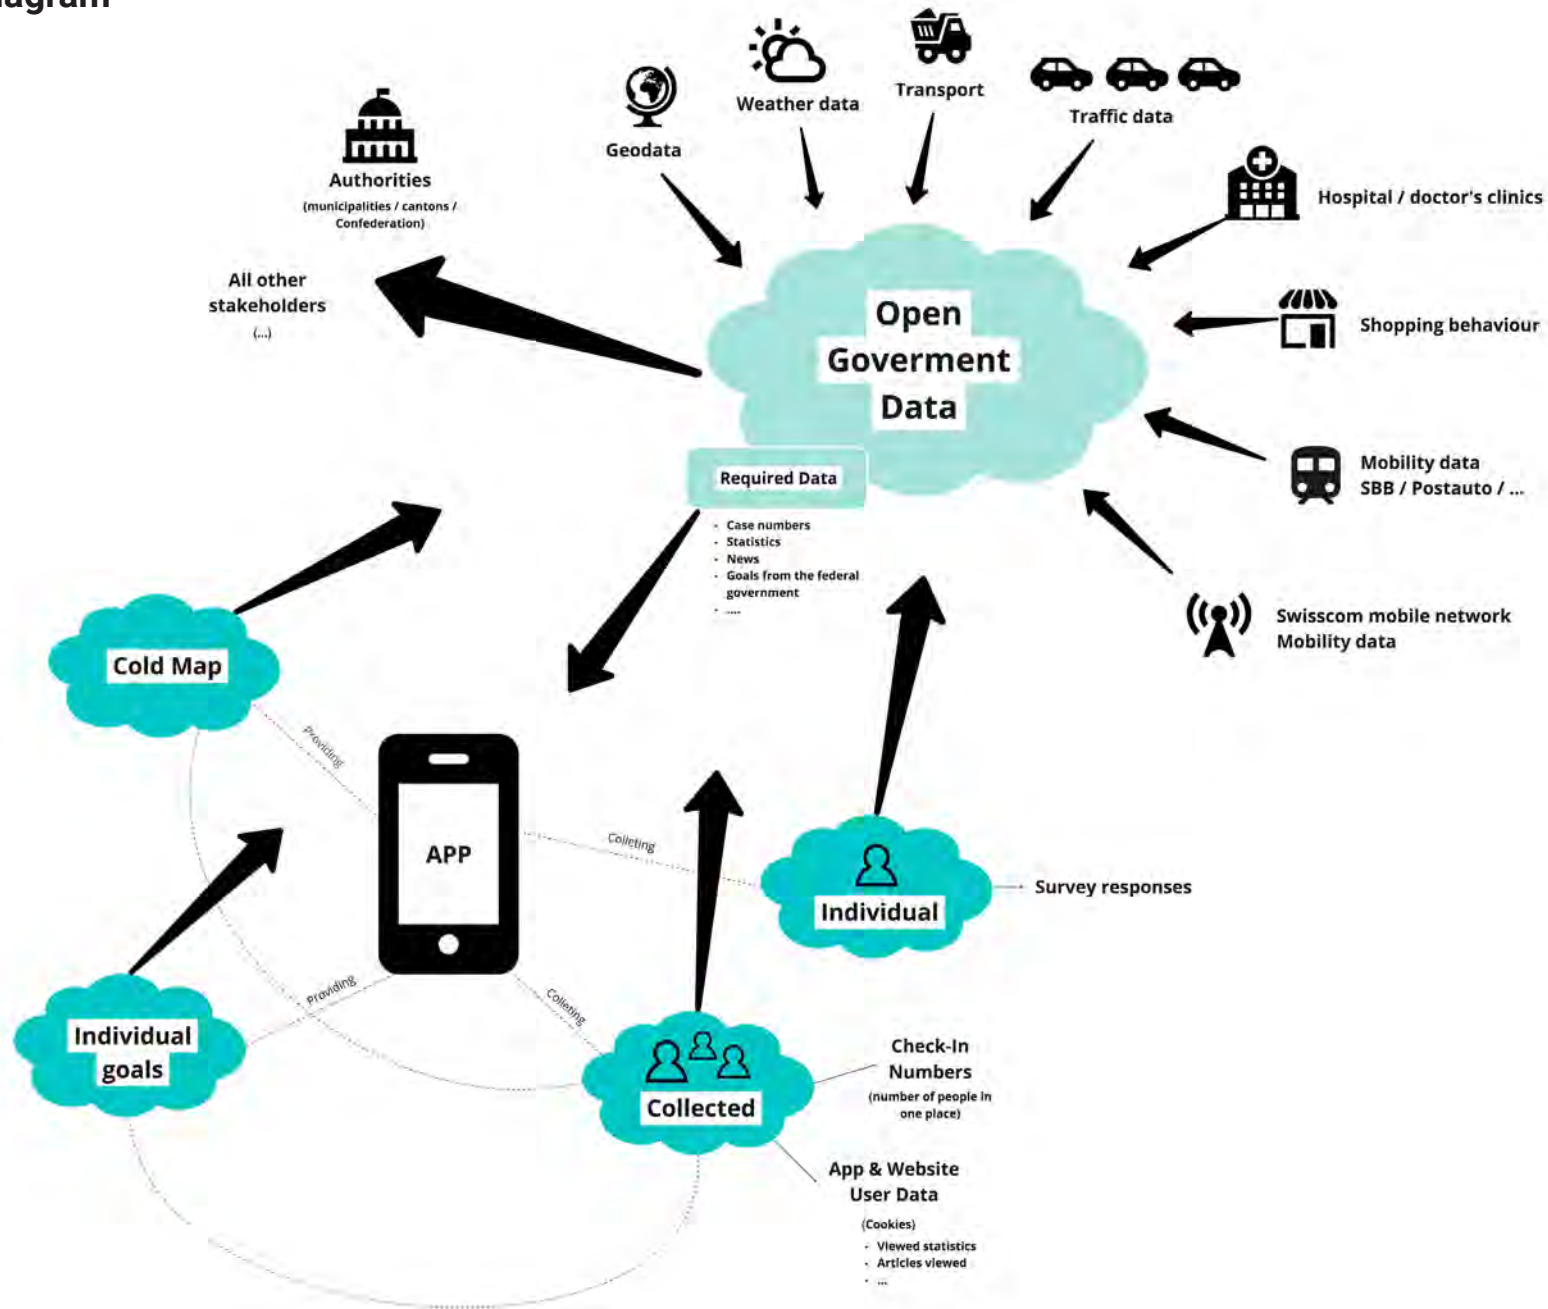 Weather data
Transport
Traffic data
Geodata
Authorities
(municipalities / cantons /
Confederation)
Hospital / doctor's clinics
All other
stakeholders
(...)
Open
Goverment
Data
Shopping behaviour
Required Data
- Case numbers
- Statistics
- News
- Goals from the federal
government
- ....
Mobility data
SBB / Postauto / ...
Swisscom mobile network
Mobility data
Cold Map
Providing
APP
Colleting
Individual
Survey responses
Providing
Colleting
Individual
goals
Collected
Check-In
Numbers
(number of people in
one place)
App & Website
User Data
(Cookies)
- Viewed statistics
- Articles viewed
- ...